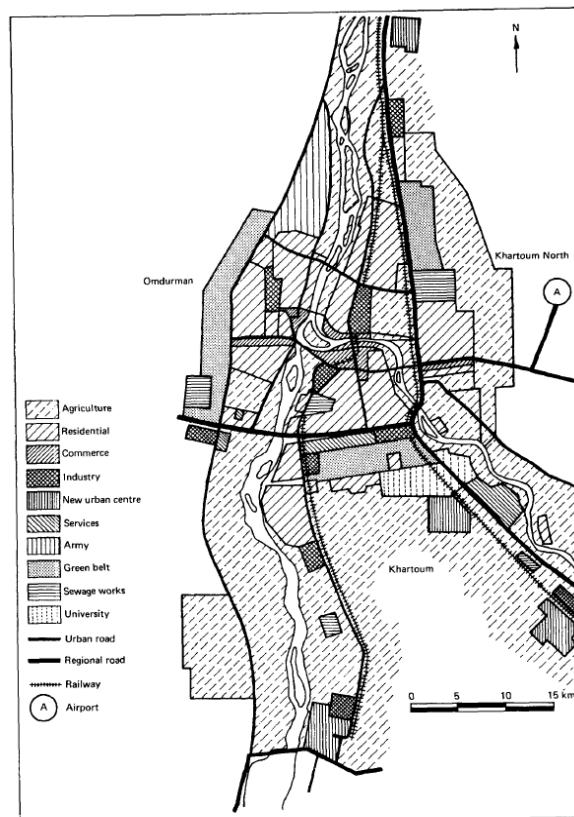 N
Omdurman
Khartoum North
A
Agriculture
Residential
Commerce
Industry
New urban centre
Services
Army
Green belt
Sewage works
University
Urban road
Regional road
Railway
A Airport
Khartoum
0 5 10 15 km